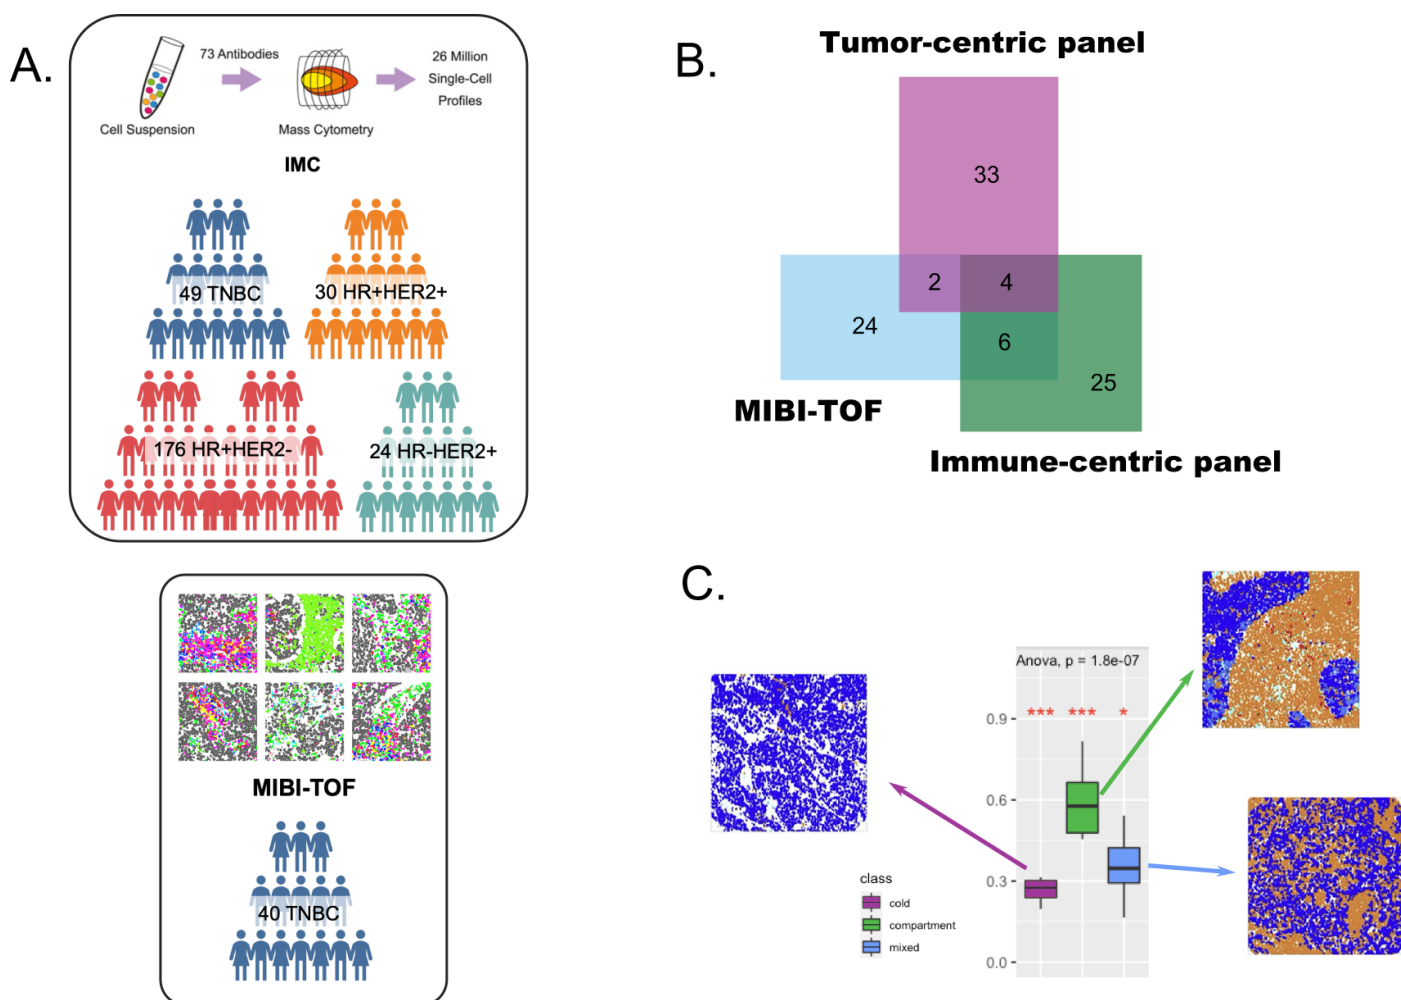 A.
73 Antibodies
26 Million
Single-Cell
Profiles
Cell Suspension
Mass Cytometry
IMC
49 TNBC
30 HR+HER2+
176 HR+HER2-
24 HR-HER2+
MIBI-TOF
40 TNBC
B.
Tumor-centric panel
33
2
4
24
6
25
MIBI-TOF
Immune-centric panel
C.
Anova, p = 1.8e-07
*** *** *
0.9
0.6
0.3
0.0
class
cold
compartment
mixed